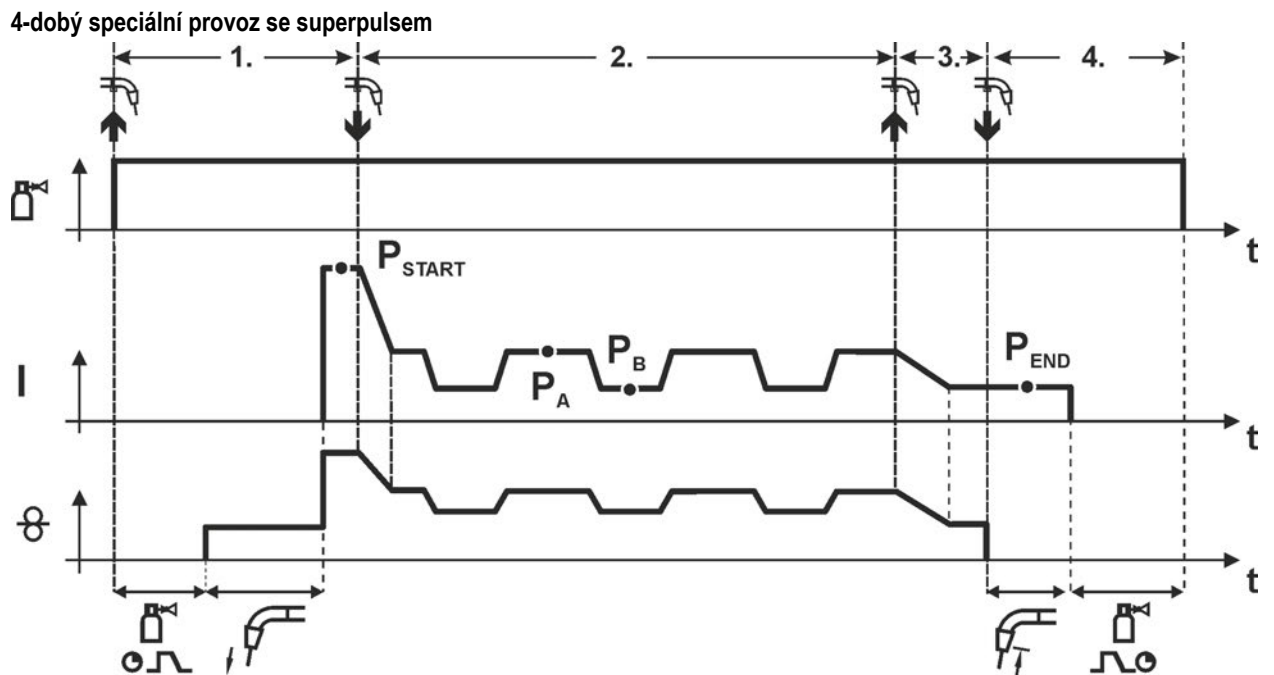 4-dobý speciální provoz se superpulsem
1. 2. 3. 4.
t
P START
P B
P A
P END
I
t
t